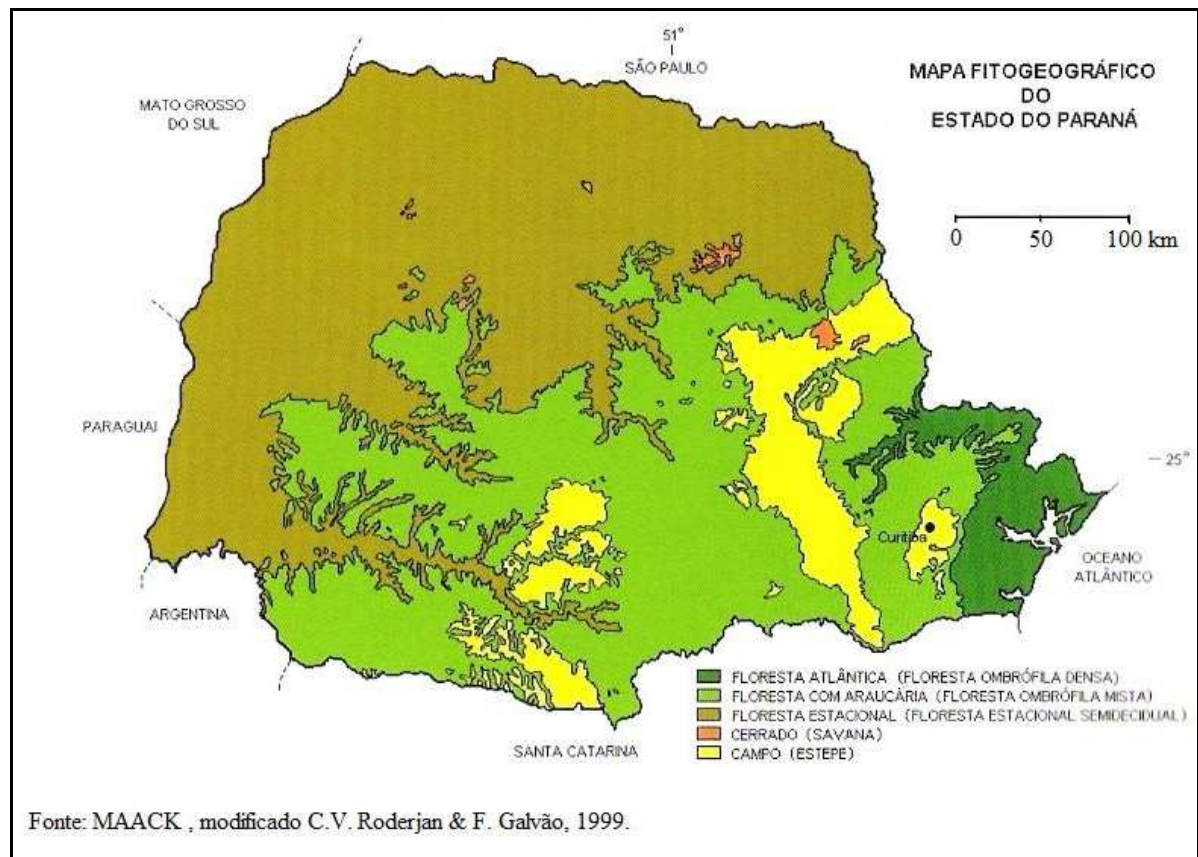 51°
SÃO PAULO
MAPA FITOGEOGRÁFICO
DO
ESTADO DO PARANÁ
MATO GROSSO
DO SUL
0 50 100 km
PARAGUAI
25°
Curitiba
OCEANO
ATLÂNTICO
ARGENTINA
FLORESTA ATLÂNTICA (FLORESTA OMBRÓFILA DENSA)
FLORESTA COM ARAUCÁRIA (FLORESTA OMBRÓFILA MISTA)
FLORESTA ESTACIONAL (FLORESTA ESTACIONAL SEMIDECIDUAL)
CERRADO (SAVANA)
CAMPO (ESTEPE)
SANTA CATARINA
Fonte: MAACK , modificado C.V. Roderjan & F. Galvão, 1999.